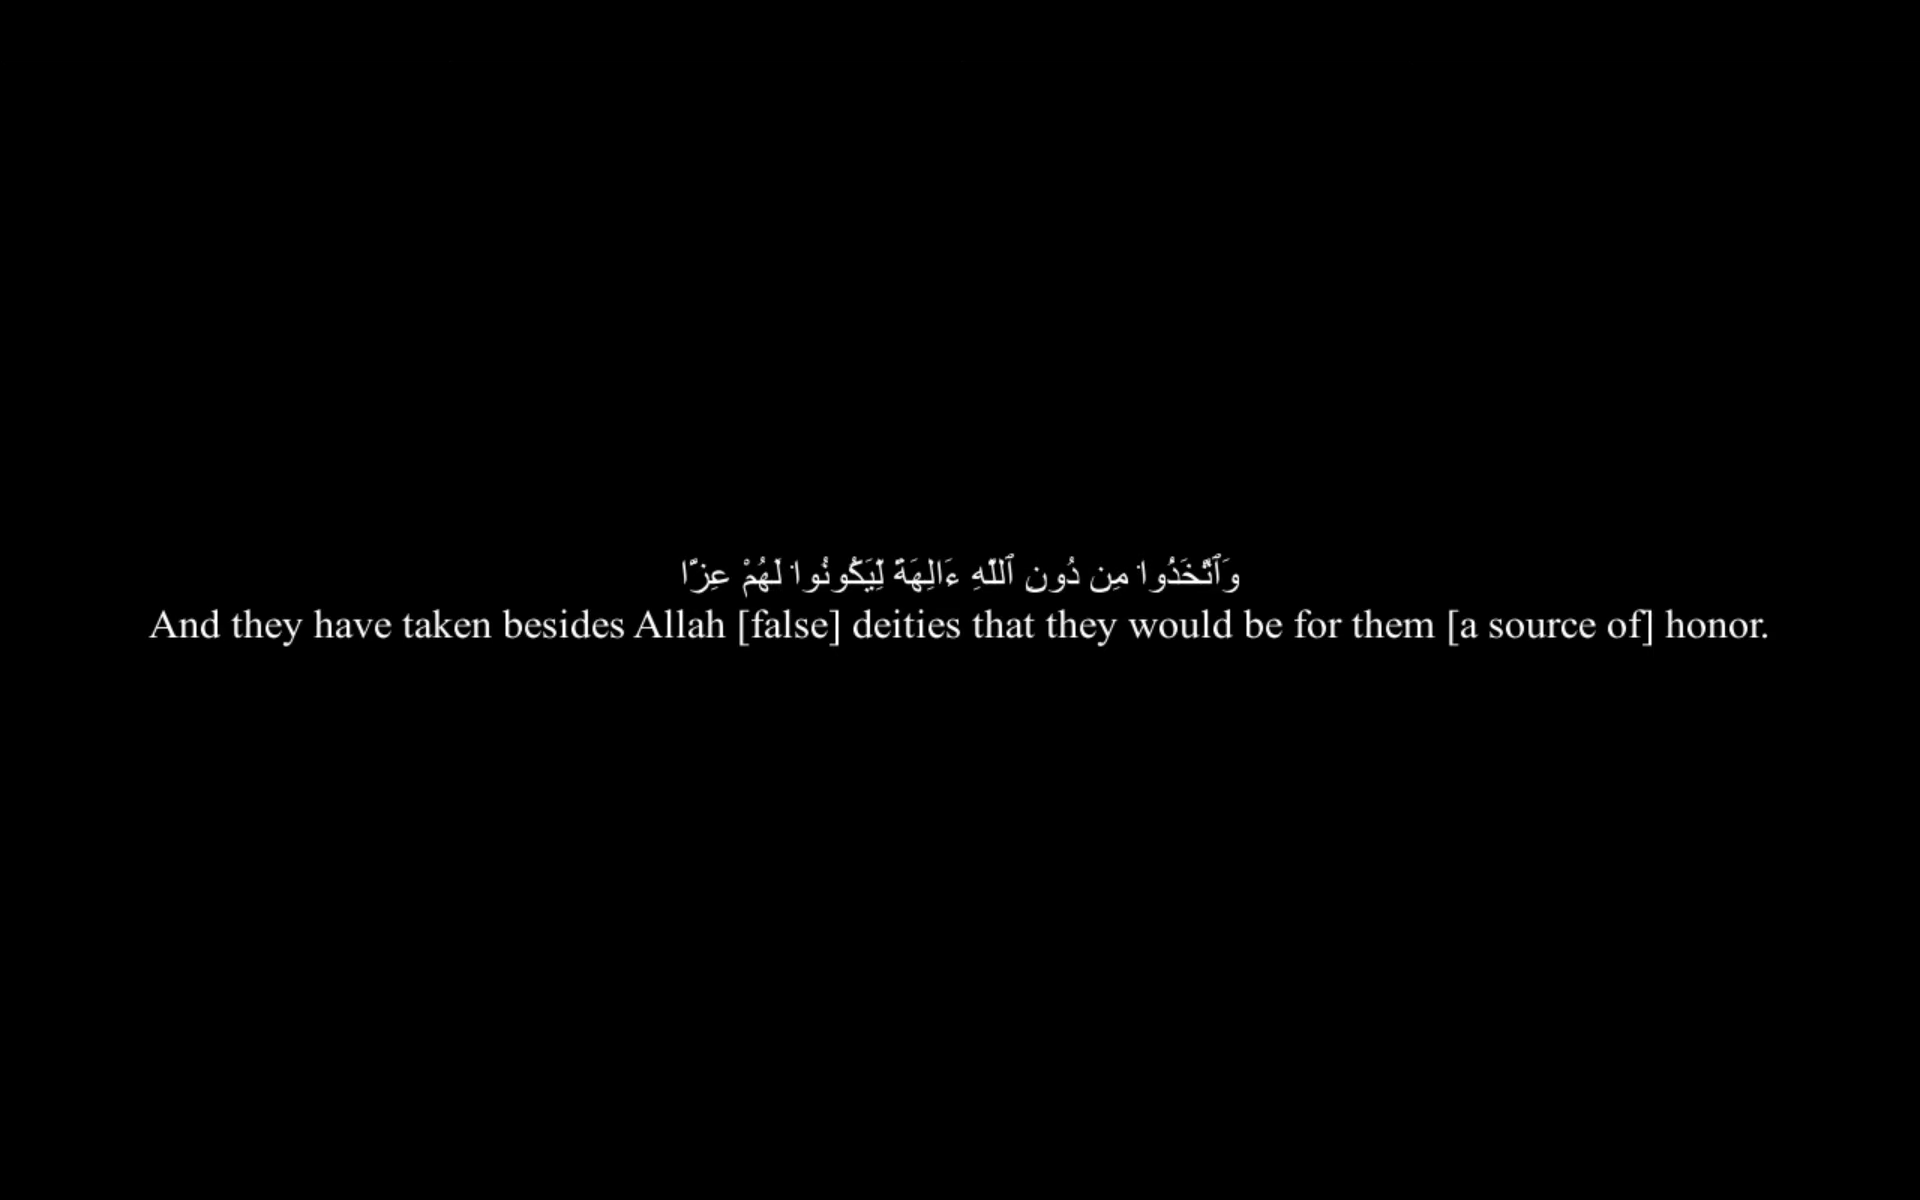 وَٱتَّخَذُوا۟ مِن دُونِ ٱللَّهِ ءَالِهَةً لِّيَكُونُوا۟ لَهُمْ عِزًّا
And they have taken besides Allah [false] deities that they would be for them [a source of] honor.